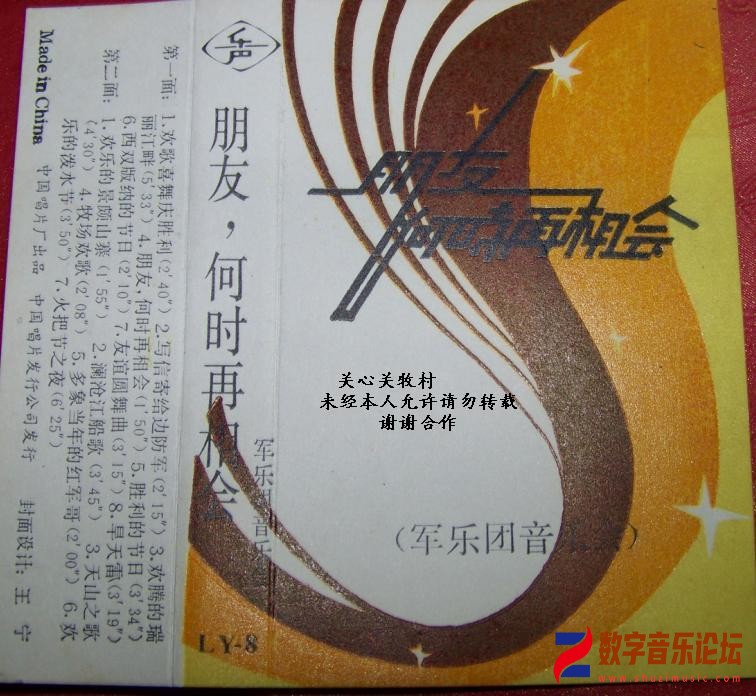 朋友
何时再相会
(军乐团音乐
关心关牧村
未经本人允许请勿转载
谢谢合作
朋友，何时再相会
军乐团音乐
LY-8
第一面：1.欢歌喜舞庆胜利(2′40″) 2.写信寄给边防军(2′15″) 3.欢腾的瑞
丽江畔(5′33″) 4.朋友,何时再相会(1′50″) 5.胜利的节日(3′34″)
6.西双版纳的节日(2′10″) 7.友谊圆舞曲(3′15″) 8.旱天雷(3′19″)
第二面：1.欢乐的景颇山寨(1′55″) 2.澜沧江船歌(3′45″) 3.天山之歌
(4′30″) 4.牧场欢歌(2′08″) 5.多象当年的红军哥(2′00″) 6.欢
乐的泼水节(3′50″) 7.火把节之夜(6′25″)
Made in China 中国唱片厂出品 中国唱片发行公司发行 封面设计：王宁
数字音乐论坛